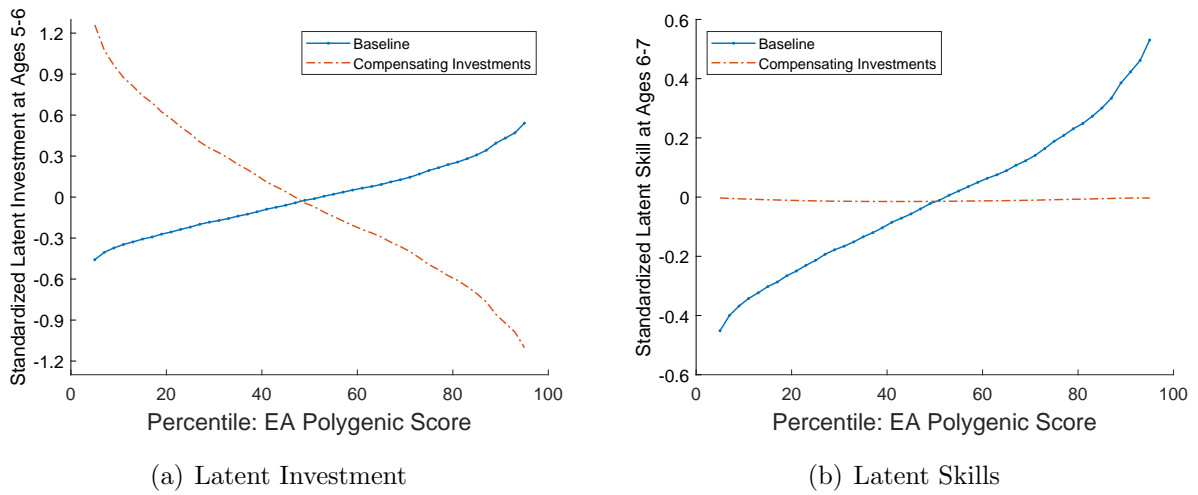 Standardized Latent Investment at Ages 5-6
1.2
0.9
0.6
0.3
0
-0.3
-0.6
-0.9
-1.2
Baseline
Compensating Investments
0 20 40 60 80 100
Percentile: EA Polygenic Score
(a) Latent Investment
Standardized Latent Skill at Ages 6-7
0.6
0.4
0.2
0
-0.2
-0.4
-0.6
Baseline
Compensating Investments
0 20 40 60 80 100
Percentile: EA Polygenic Score
(b) Latent Skills